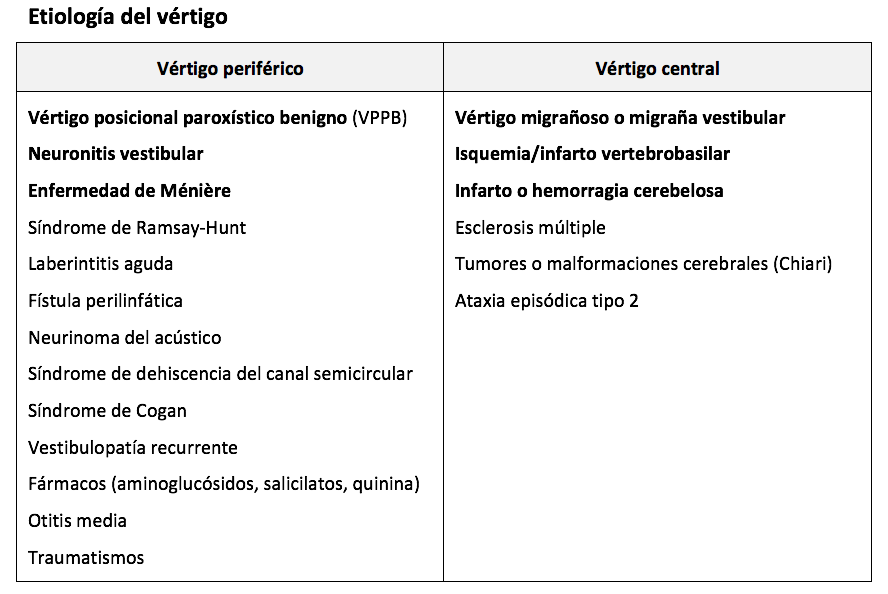 Etiología del vértigo
Vértigo periférico
Vértigo central
Vértigo posicional paroxístico benigno (VPPB)
Neuronitis vestibular
Enfermedad de Ménière
Síndrome de Ramsay-Hunt
Laberintitis aguda
Fístula perilinfática
Neurinoma del acústico
Síndrome de dehiscencia del canal semicircular
Síndrome de Cogan
Vestibulopatía recurrente
Fármacos (aminoglucósidos, salicilatos, quinina)
Otitis media
Traumatismos
Vértigo migrañoso o migraña vestibular
Isquemia/infarto vertebrobasilar
Infarto o hemorragia cerebelosa
Esclerosis múltiple
Tumores o malformaciones cerebrales (Chiari)
Ataxia episódica tipo 2